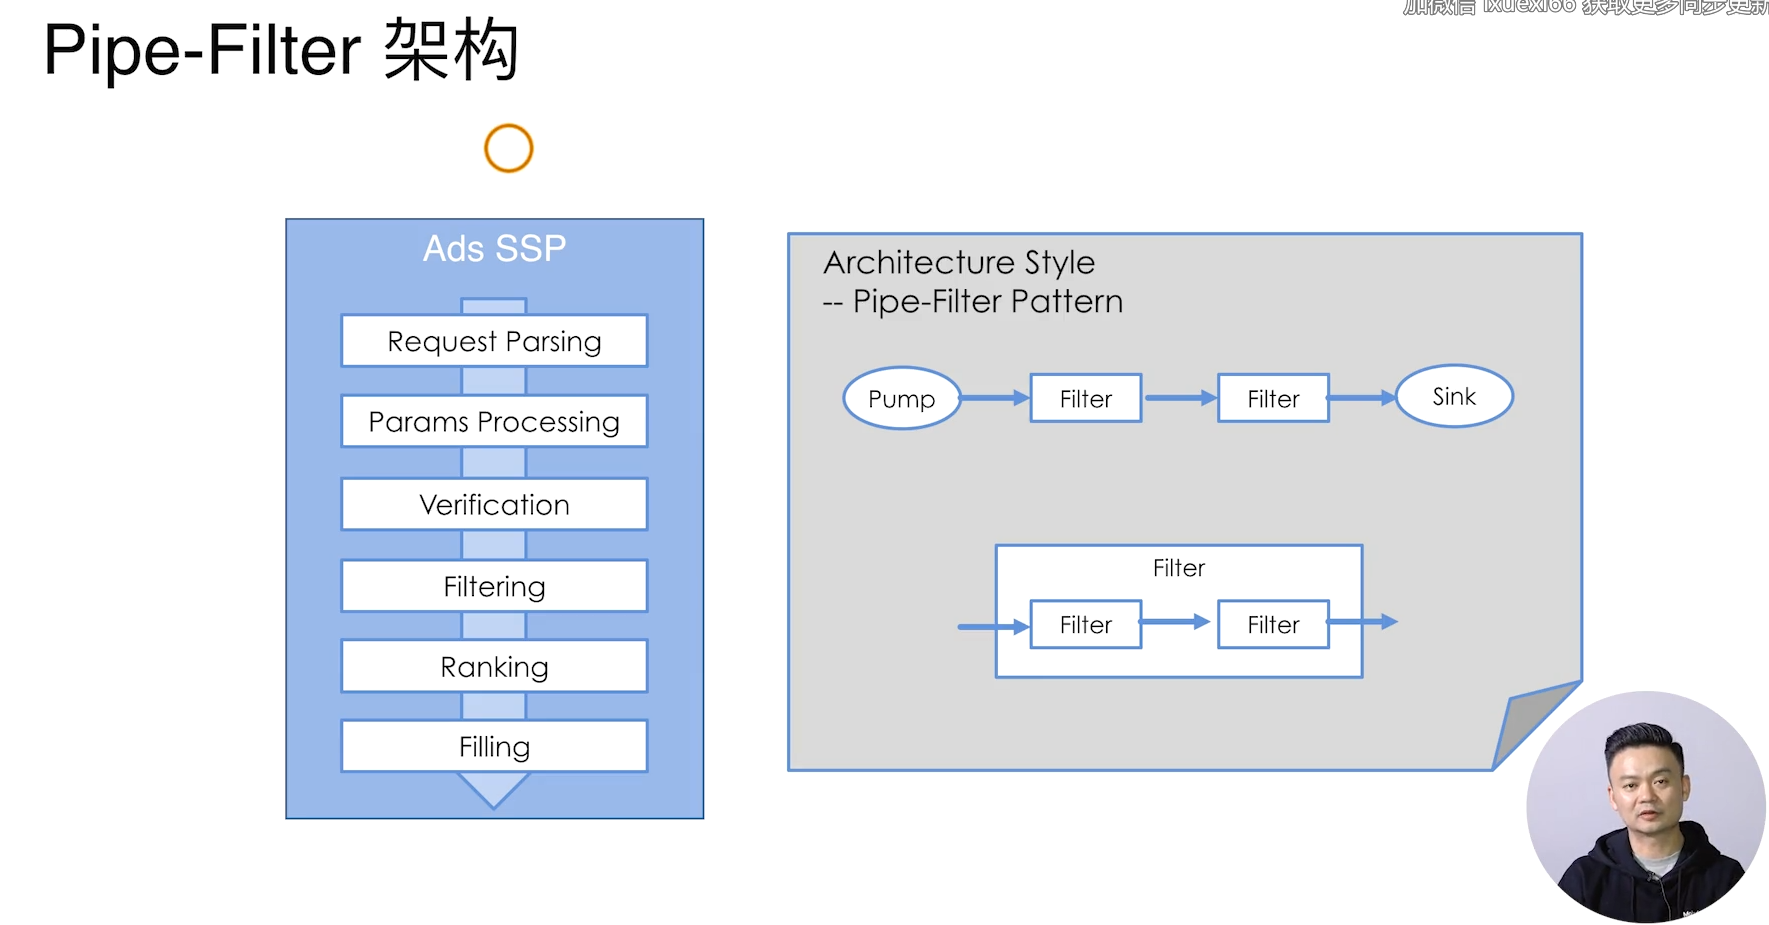 加微信 ixuexi66 获取更多同步更新
Pipe-Filter 架构
Ads SSP
Request Parsing
Params Processing
Verification
Filtering
Ranking
Filling
Architecture Style
-- Pipe-Filter Pattern
Pump
Filter
Filter
Sink
Filter
Filter
Filter